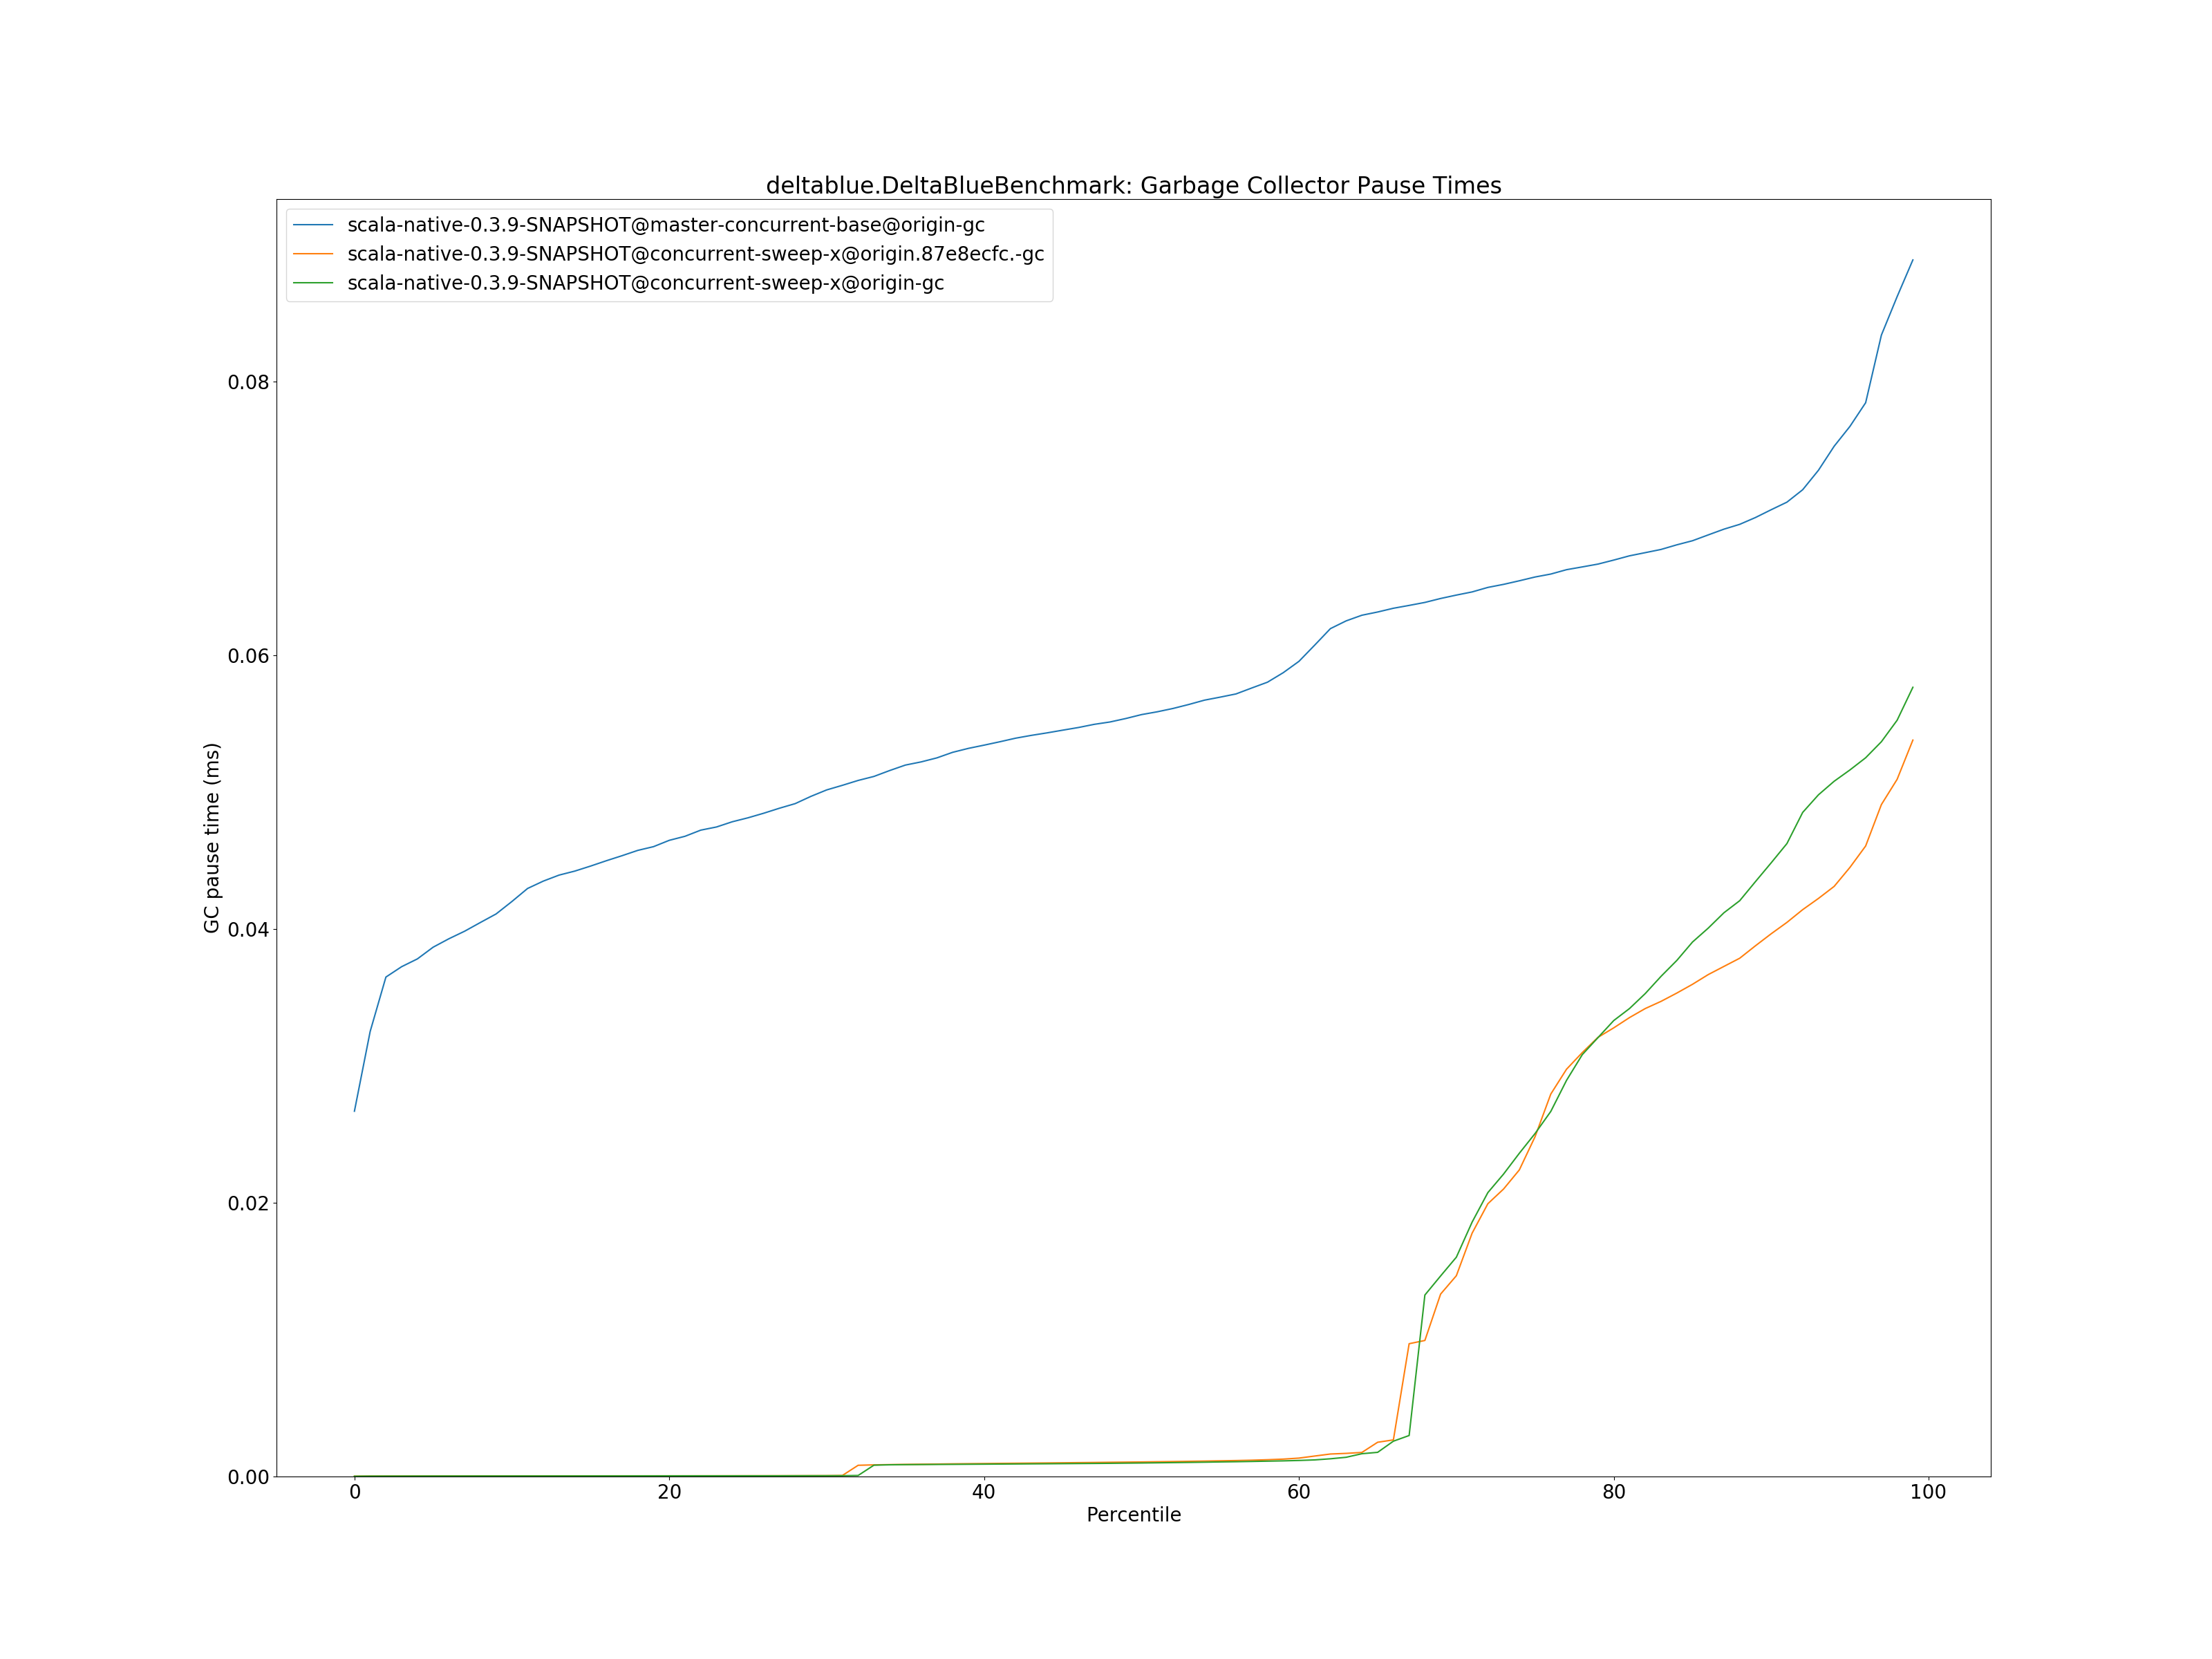 deltablue.DeltaBlueBenchmark: Garbage Collector Pause Times
scala-native-0.3.9-SNAPSHOT@master-concurrent-base@origin-gc
scala-native-0.3.9-SNAPSHOT@concurrent-sweep-x@origin.87e8ecfc.-gc
scala-native-0.3.9-SNAPSHOT@concurrent-sweep-x@origin-gc
0.08
0.06
0.04
0.02
0.00
GC pause time (ms)
0 20 40 60 80 100
Percentile